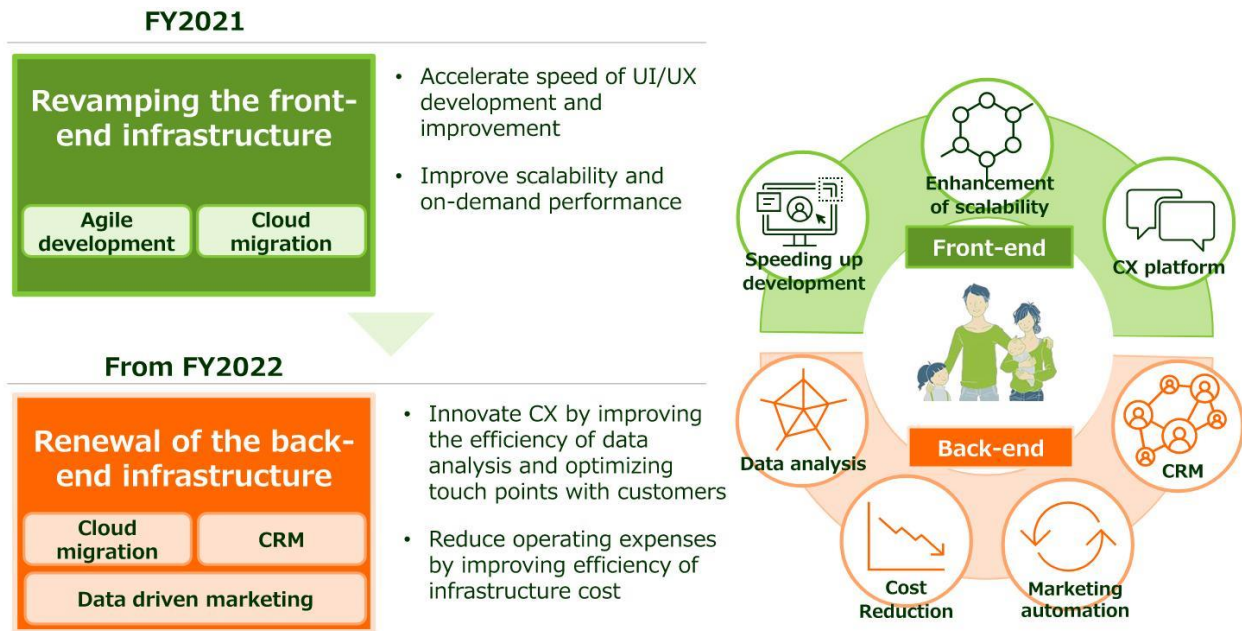 FY2021
Revamping the front-
end infrastructure
Agile
development
Cloud
migration
• Accelerate speed of UI/UX
development and
improvement
• Improve scalability and
on-demand performance
From FY2022
Renewal of the back-
end infrastructure
Cloud
migration
CRM
Data driven marketing
• Innovate CX by improving
the efficiency of data
analysis and optimizing
touch points with customers
• Reduce operating expenses
by improving efficiency of
infrastructure cost
Enhancement
of scalability
Speeding up
development
CX platform
Front-end
Back-end
Data analysis
CRM
Cost
Reduction
Marketing
automation